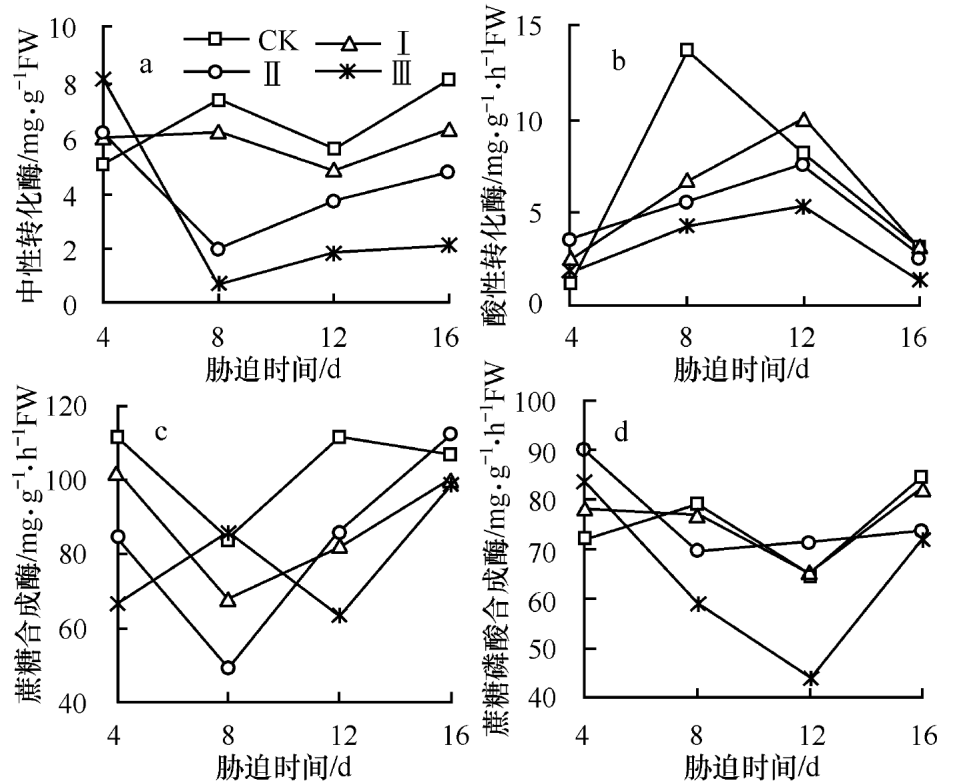 中性转化酶/mg·g⁻¹FW
10
8
6
4
2
0
a
CK
Ⅰ
Ⅱ
Ⅲ
4 8 12 16
胁迫时间/d
酸性转化酶/mg·g⁻¹·h⁻¹FW
15
10
5
0
b
4 8 12 16
胁迫时间/d
蔗糖合成酶/mg·g⁻¹·h⁻¹FW
120
100
80
60
40
c
4 8 12 16
胁迫时间/d
蔗糖磷酸合成酶/mg·g⁻¹·h⁻¹FW
100
90
80
70
60
50
40
d
4 8 12 16
胁迫时间/d